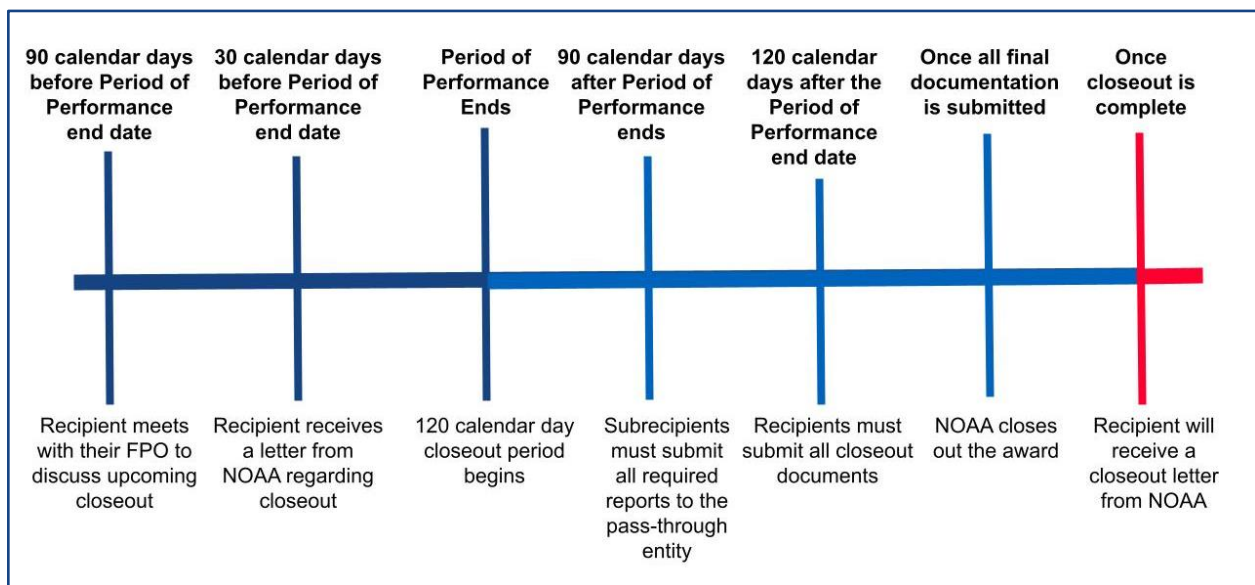 90 calendar days
before Period of
Performance
end date
30 calendar days
before Period of
Performance
end date
Period of
Performance
Ends
90 calendar days
after Period of
Performance
ends
120 calendar
days after the
Period of
Performance
end date
Once all final
documentation
is submitted
Once
closeout is
complete
Recipient meets
with their FPO to
discuss upcoming
closeout
Recipient receives
a letter from
NOAA regarding
closeout
120 calendar day
closeout period
begins
Subrecipients
must submit
all required
reports to the
pass-through
entity
Recipients must
submit all closeout
documents
NOAA closes
out the award
Recipient will
receive a
closeout letter
from NOAA